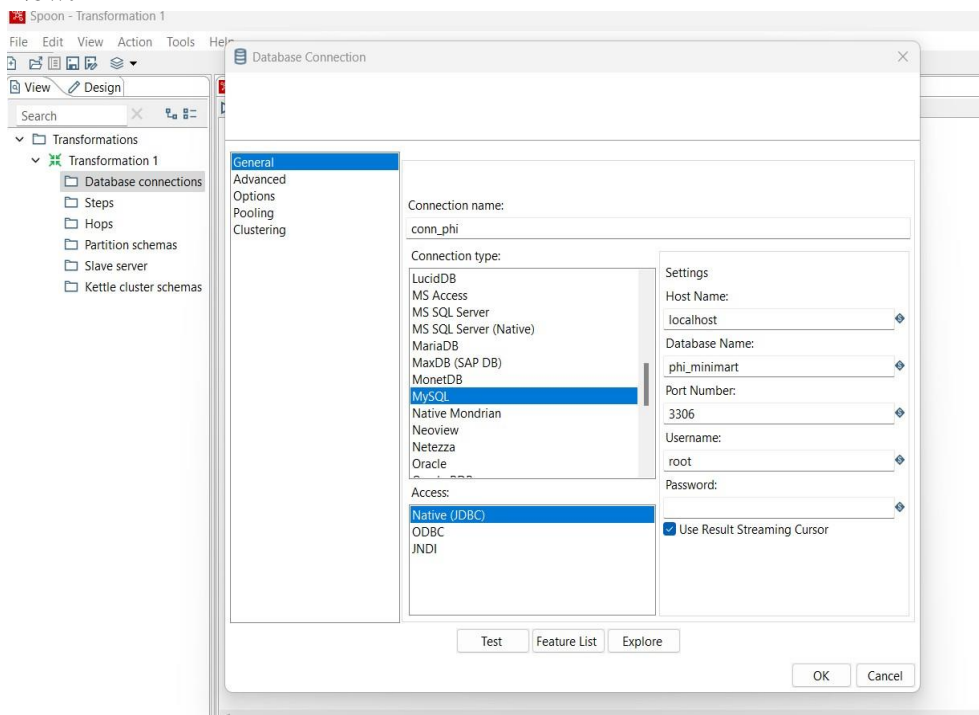 Spoon - Transformation 1
File Edit View Action Tools Help
Database Connection
View Design
Search
Transformations
Transformation 1
Database connections
Steps
Hops
Partition schemas
Slave server
Kettle cluster schemas
General
Advanced
Options
Pooling
Clustering
Connection name:
conn_phi
Connection type:
LucidDB
MS Access
MS SQL Server
MS SQL Server (Native)
MariaDB
MaxDB (SAP DB)
MonetDB
MySQL
Native Mondrian
Neoview
Netezza
Oracle
Access:
Native (JDBC)
ODBC
JNDI
Settings
Host Name:
localhost
Database Name:
phi_minimart
Port Number:
3306
Username:
root
Password:
Use Result Streaming Cursor
Test Feature List Explore
OK Cancel